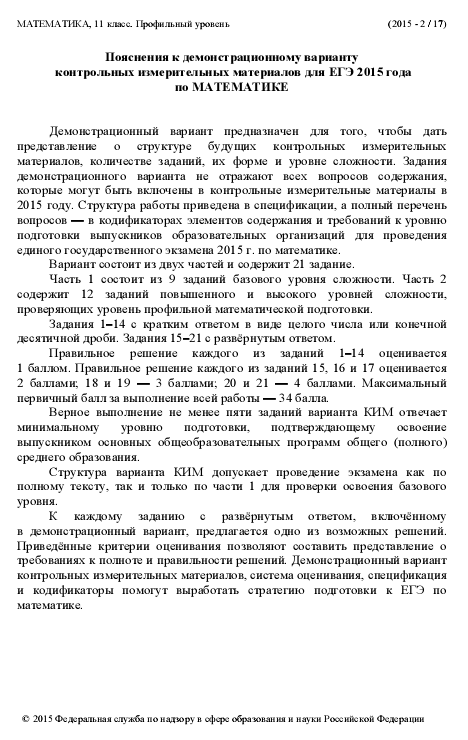 МАТЕМАТИКА, 11 класс. Профильный уровень (2015 - 2 / 17)
Пояснения к демонстрационному варианту
контрольных измерительных материалов для ЕГЭ 2015 года
по МАТЕМАТИКЕ
Демонстрационный вариант предназначен для того, чтобы дать
представление о структуре будущих контрольных измерительных
материалов, количестве заданий, их форме и уровне сложности. Задания
демонстрационного варианта не отражают всех вопросов содержания,
которые могут быть включены в контрольные измерительные материалы в
2015 году. Структура работы приведена в спецификации, а полный перечень
вопросов — в кодификаторах элементов содержания и требований к уровню
подготовки выпускников образовательных организаций для проведения
единого государственного экзамена 2015 г. по математике.
Вариант состоит из двух частей и содержит 21 задание.
Часть 1 состоит из 9 заданий базового уровня сложности. Часть 2
содержит 12 заданий повышенного и высокого уровней сложности,
проверяющих уровень профильной математической подготовки.
Задания 1–14 с кратким ответом в виде целого числа или конечной
десятичной дроби. Задания 15–21 с развёрнутым ответом.
Правильное решение каждого из заданий 1–14 оценивается
1 баллом. Правильное решение каждого из заданий 15, 16 и 17 оценивается
2 баллами; 18 и 19 — 3 баллами; 20 и 21 — 4 баллами. Максимальный
первичный балл за выполнение всей работы — 34 балла.
Верное выполнение не менее пяти заданий варианта КИМ отвечает
минимальному уровню подготовки, подтверждающему освоение
выпускником основных общеобразовательных программ общего (полного)
среднего образования.
Структура варианта КИМ допускает проведение экзамена как по
полному тексту, так и только по части 1 для проверки освоения базового
уровня.
К каждому заданию с развёрнутым ответом, включённому
в демонстрационный вариант, предлагается одно из возможных решений.
Приведённые критерии оценивания позволяют составить представление о
требованиях к полноте и правильности решений. Демонстрационный вариант
контрольных измерительных материалов, система оценивания, спецификация
и кодификаторы помогут выработать стратегию подготовки к ЕГЭ по
математике.
© 2015 Федеральная служба по надзору в сфере образования и науки Российской Федерации